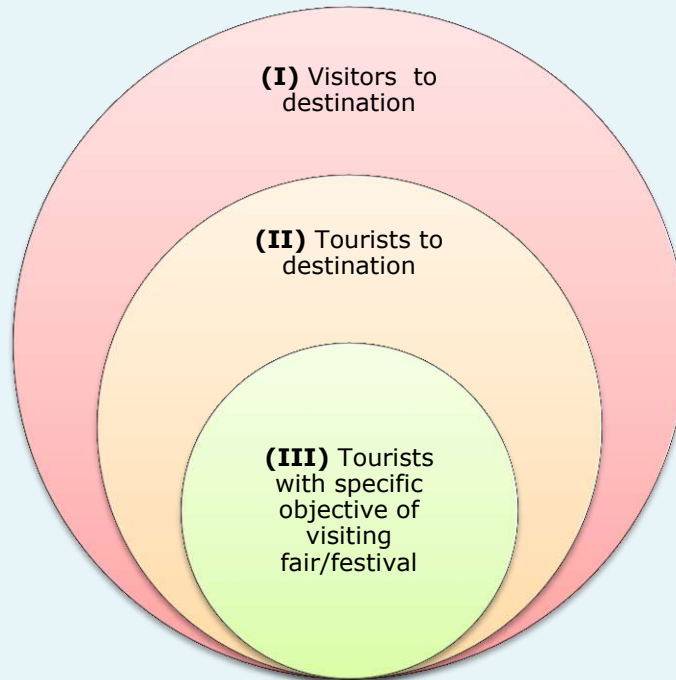 (I) Visitors to
destination
(II) Tourists to
destination
(III) Tourists
with specific
objective of
visiting
fair/festival